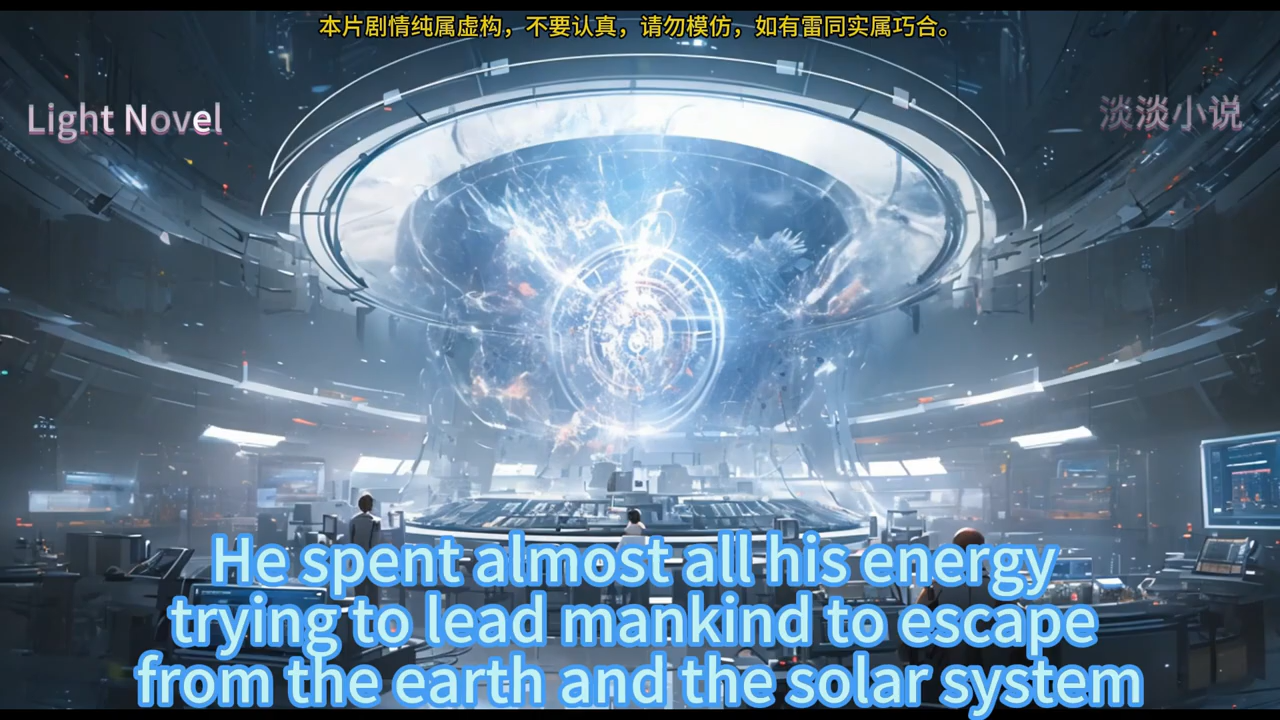 本片剧情纯属虚构，不要认真，请勿模仿，如有雷同实属巧合。
Light Novel
淡淡小说
He spent almost all his energy
trying to lead mankind to escape
from the earth and the solar system